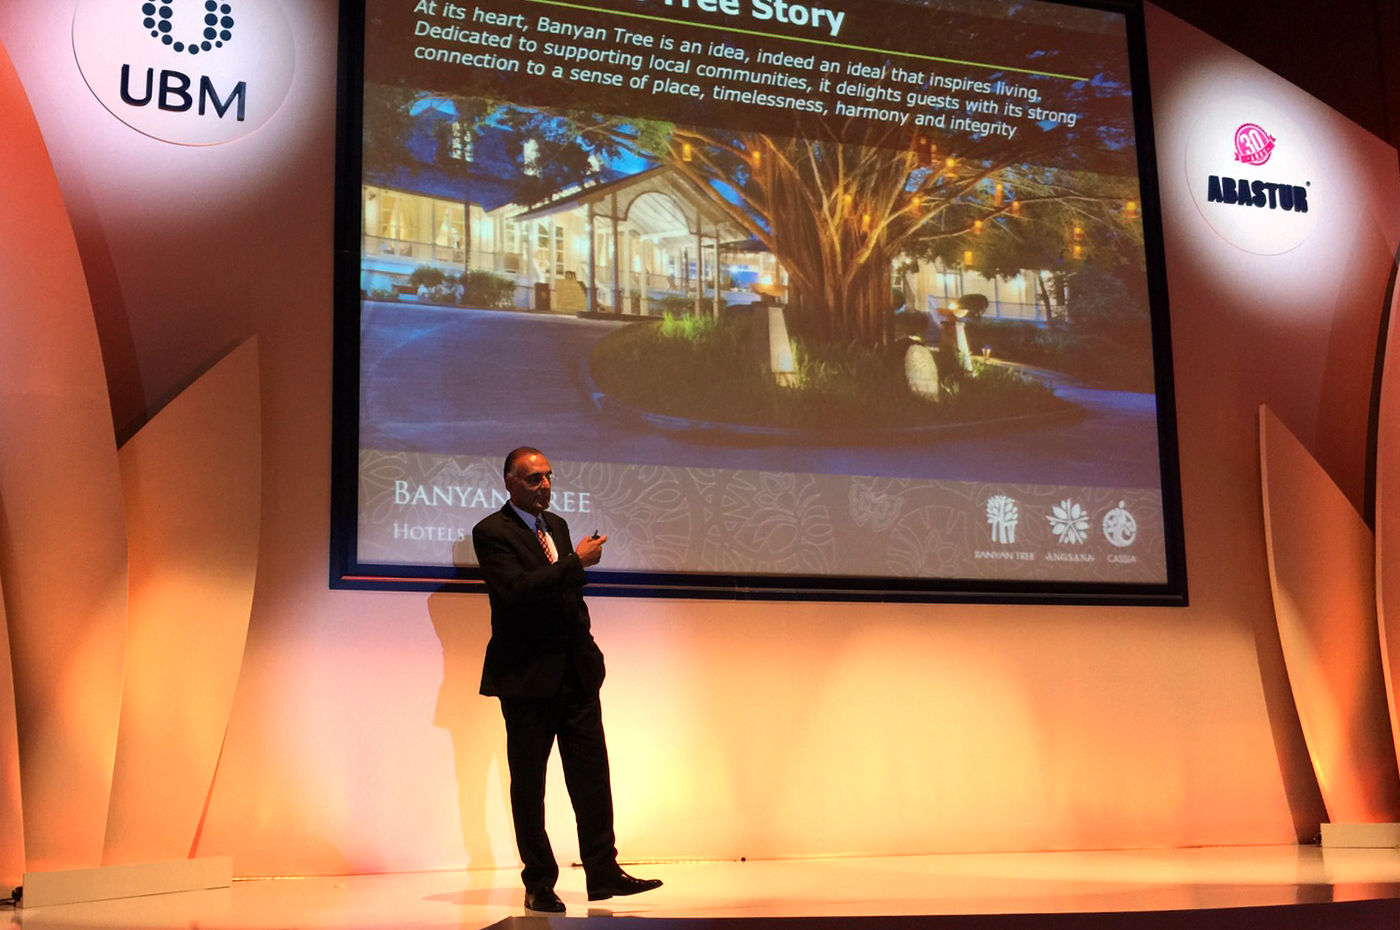 UBM
Tree Story
At its heart, Banyan Tree is an idea, indeed an ideal that inspires living.
Dedicated to supporting local communities, it delights guests with its strong
connection to a sense of place, timelessness, harmony and integrity
30
ABASTUR
BANYAN TREE
HOTELS
BANYAN TREE
ANGSANA
CASSIA